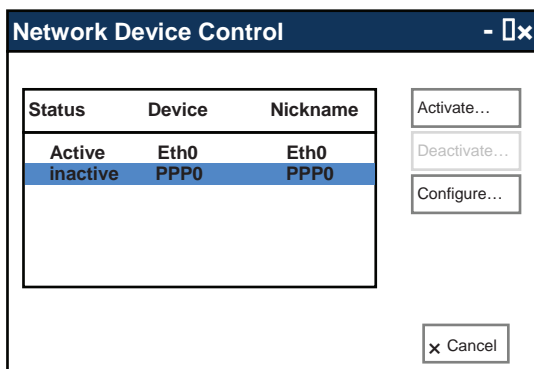 Network Device Control
Status Device Nickname
Active Eth0 Eth0
inactive PPP0 PPP0
Activate…
Deactivate…
Configure…
× Cancel